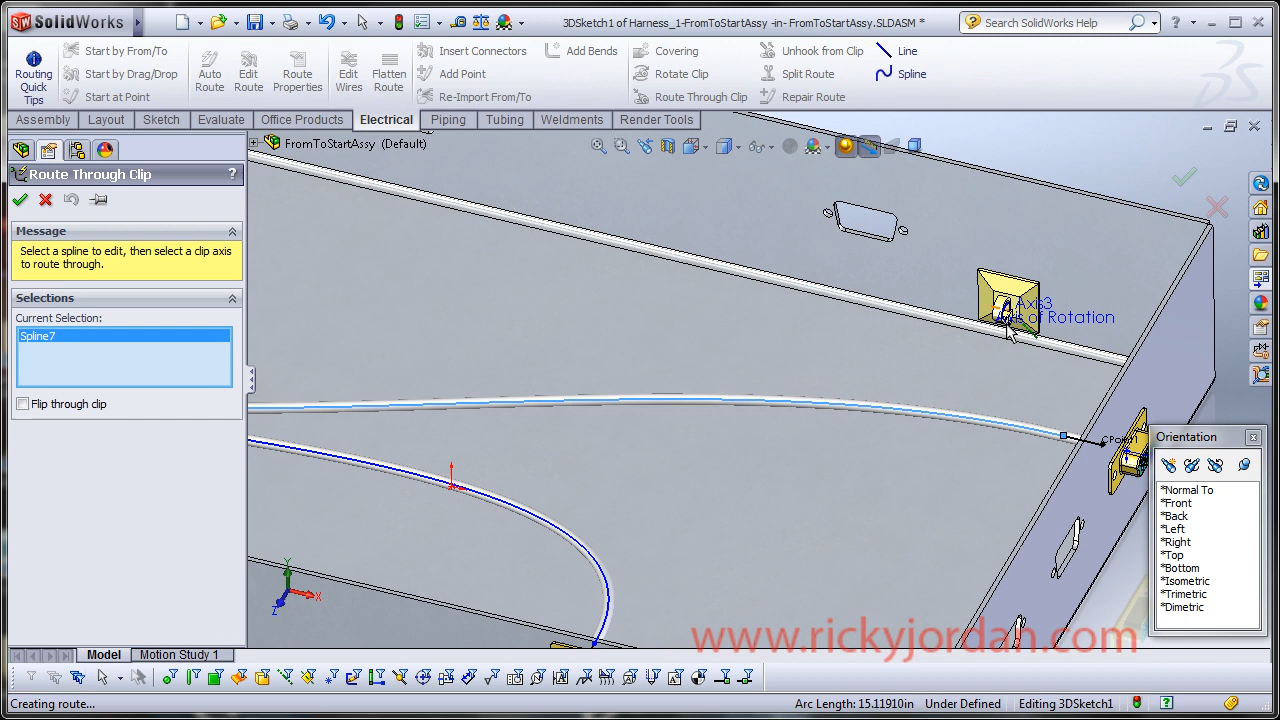 SolidWorks
3DSketch1 of Harness_1-FromToStartAssy -in- FromToStartAssy.SLDASM *
Search SolidWorks Help
Routing Quick Tips
Start by From/To
Start by Drag/Drop
Start at Point
Auto Route
Edit Route
Route Properties
Edit Wires
Flatten Route
Insert Connectors
Add Point
Re-Import From/To
Add Bends
Covering
Rotate Clip
Route Through Clip
Unhook from Clip
Split Route
Repair Route
Line
Spline
Assembly
Layout
Sketch
Evaluate
Office Products
Electrical
Piping
Tubing
Weldments
Render Tools
FromToStartAssy (Default)
Route Through Clip
?
Message
Select a spline to edit, then select a clip axis
to route through.
Selections
Current Selection:
Spline7
Flip through clip
Axis3
of Rotation
CPoint1
Y
X
Z
Orientation
*Normal To
*Front
*Back
*Left
*Right
*Top
*Bottom
*Isometric
*Trimetric
*Dimetric
www.rickyjordan.com
Model
Motion Study 1
Creating route...
Arc Length: 15.11910in
Under Defined
Editing 3DSketch1